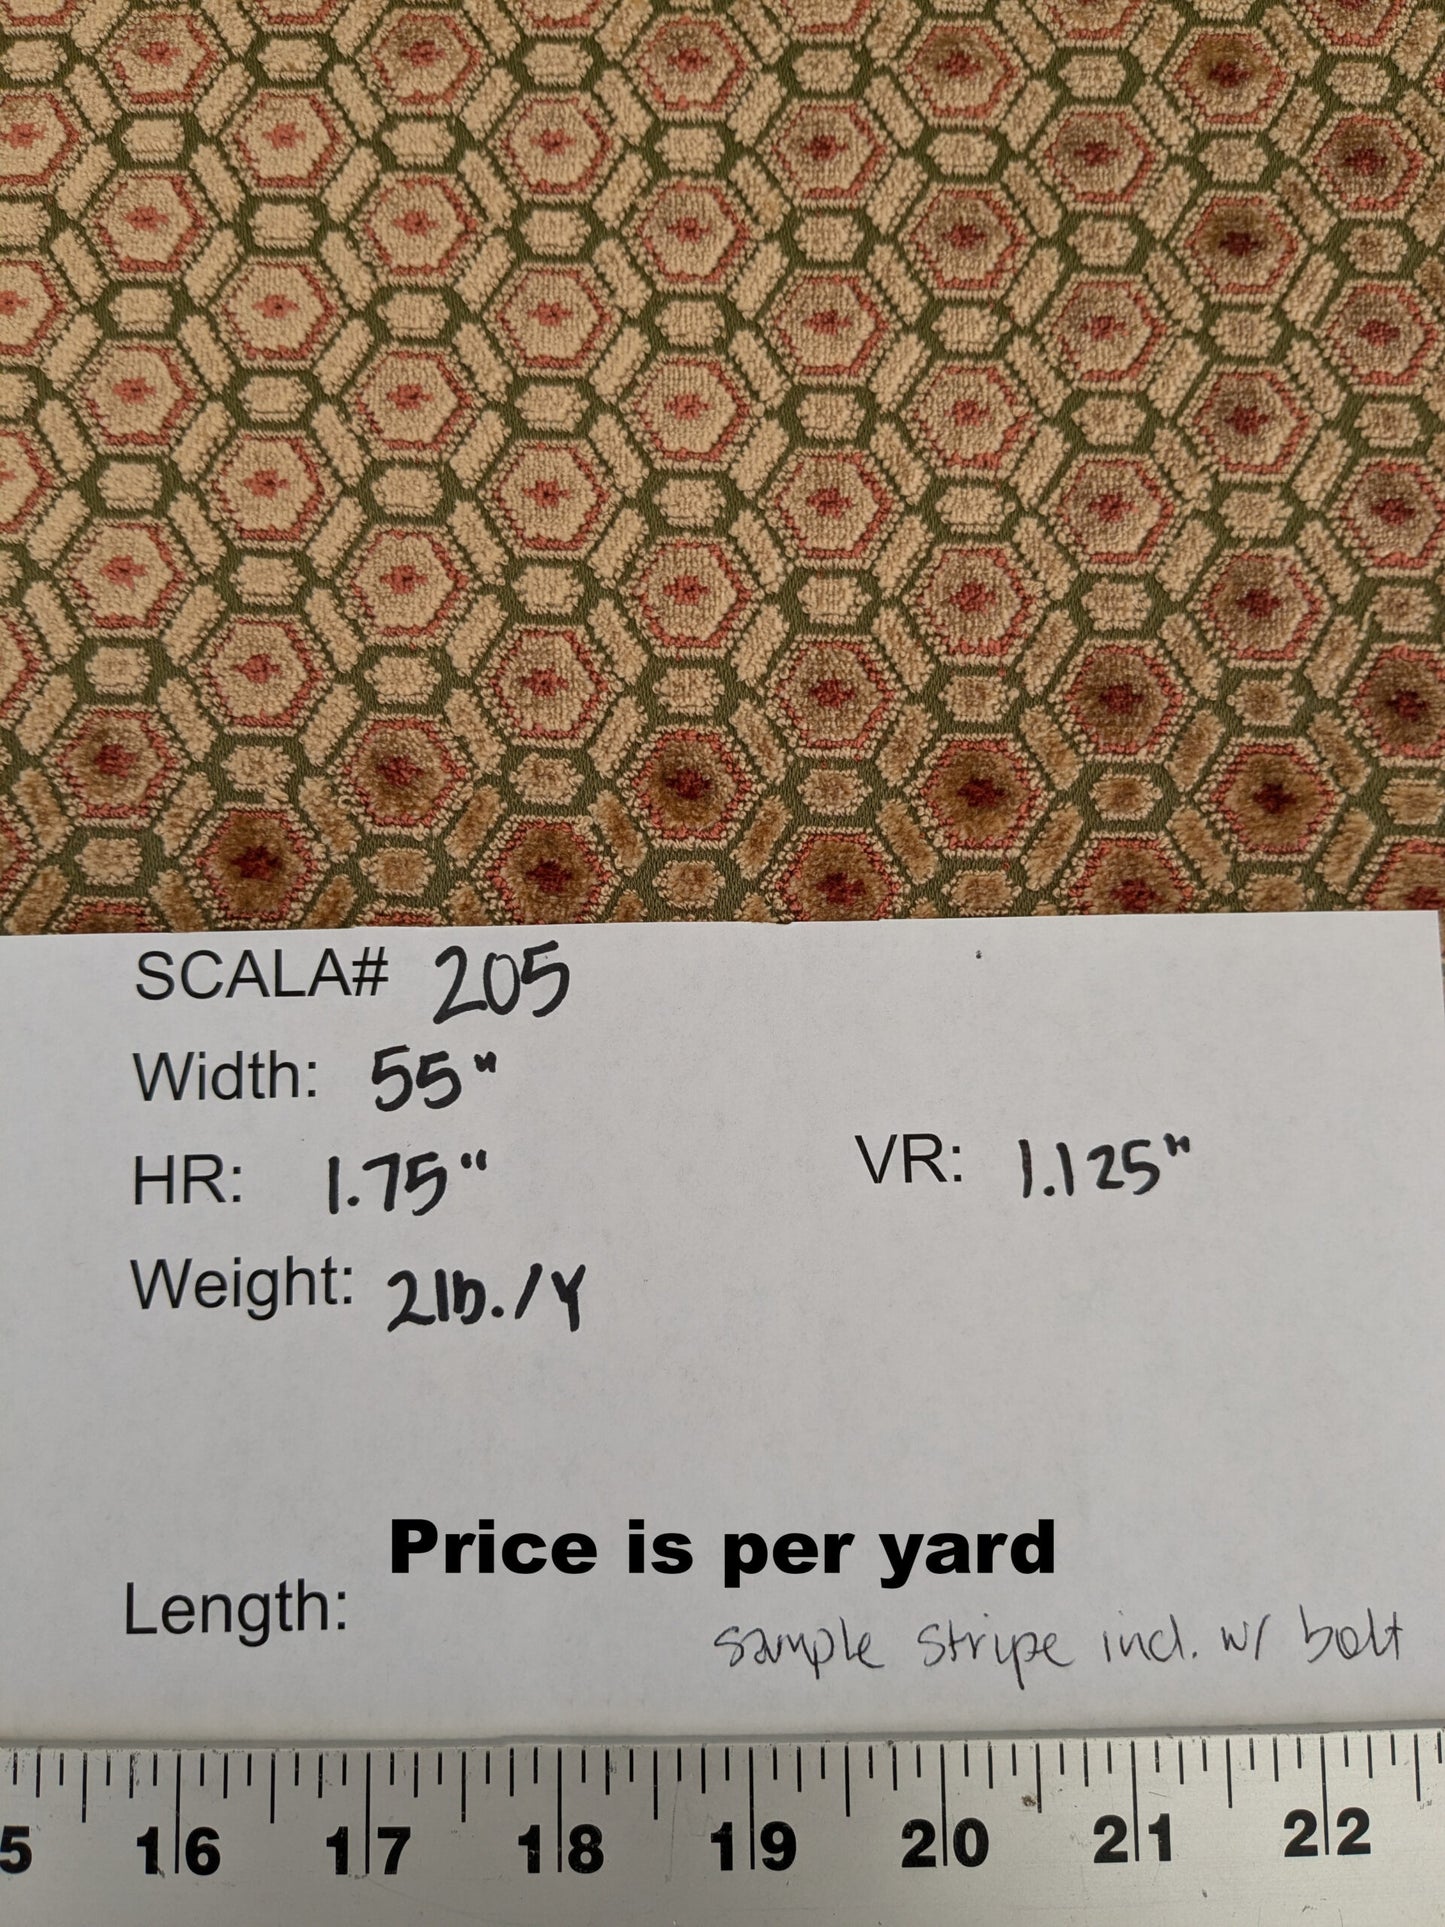 SCALA# 205
Width: 55"
HR: 1.75" VR: 1.125"
Weight: 2lb./Y
Price is per yard
Length:
sample stripe incl. w/ bolt
5 16 17 18 19 20 21 22